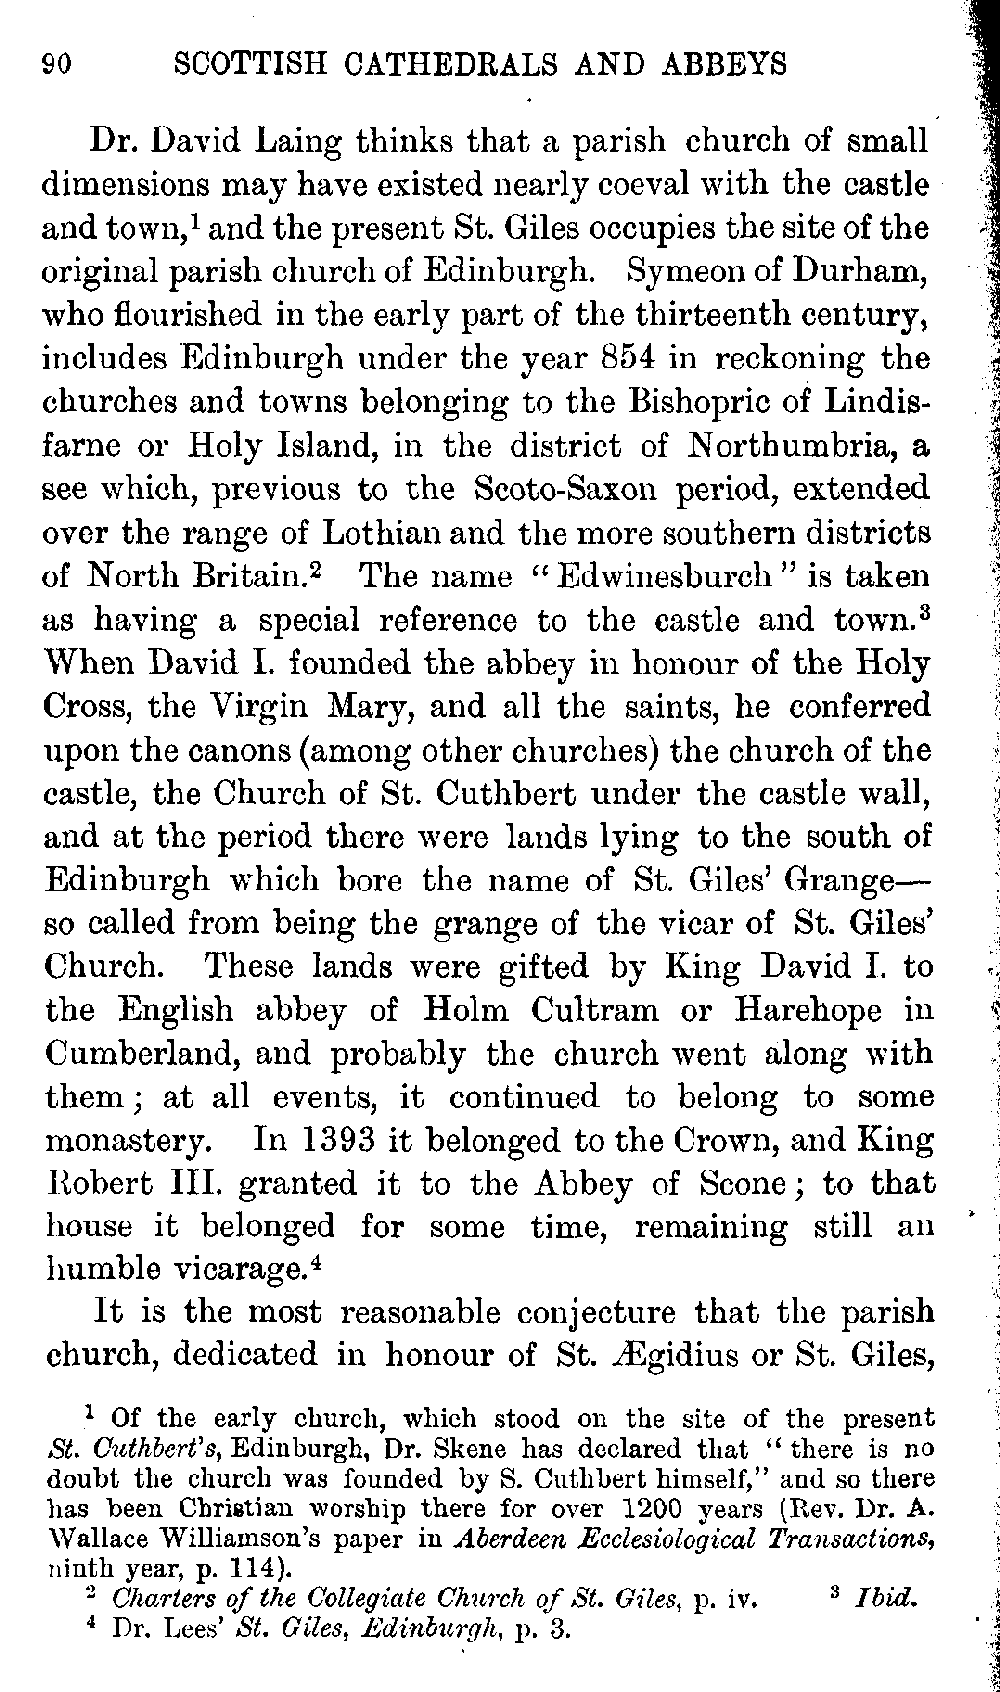 90 SCOTTISH CATHEDRALS AND ABBEYS
Dr. David Laing thinks that a parish church of small
dimensions may have existed nearly coeval with the castle
and town,¹ and the present St. Giles occupies the site of the
original parish church of Edinburgh. Symeon of Durham,
who flourished in the early part of the thirteenth century,
includes Edinburgh under the year 854 in reckoning the
churches and towns belonging to the Bishopric of Lindis-
farne or Holy Island, in the district of Northumbria, a
see which, previous to the Scoto-Saxon period, extended
over the range of Lothian and the more southern districts
of North Britain.² The name “Edwinesburch” is taken
as having a special reference to the castle and town.³
When David I. founded the abbey in honour of the Holy
Cross, the Virgin Mary, and all the saints, he conferred
upon the canons (among other churches) the church of the
castle, the Church of St. Cuthbert under the castle wall,
and at the period there were lands lying to the south of
Edinburgh which bore the name of St. Giles’ Grange—
so called from being the grange of the vicar of St. Giles’
Church. These lands were gifted by King David I. to
the English abbey of Holm Cultram or Harehope in
Cumberland, and probably the church went along with
them; at all events, it continued to belong to some
monastery. In 1393 it belonged to the Crown, and King
Robert III. granted it to the Abbey of Scone; to that
house it belonged for some time, remaining still an
humble vicarage.⁴
It is the most reasonable conjecture that the parish
church, dedicated in honour of St. Ægidius or St. Giles,
¹ Of the early church, which stood on the site of the present
St. Cuthbert’s, Edinburgh, Dr. Skene has declared that “there is no
doubt the church was founded by S. Cuthbert himself,” and so there
has been Christian worship there for over 1200 years (Rev. Dr. A.
Wallace Williamson’s paper in Aberdeen Ecclesiological Transactions,
ninth year, p. 114).
² Charters of the Collegiate Church of St. Giles, p. iv. ³ Ibid.
⁴ Dr. Lees’ St. Giles, Edinburgh, p. 3.